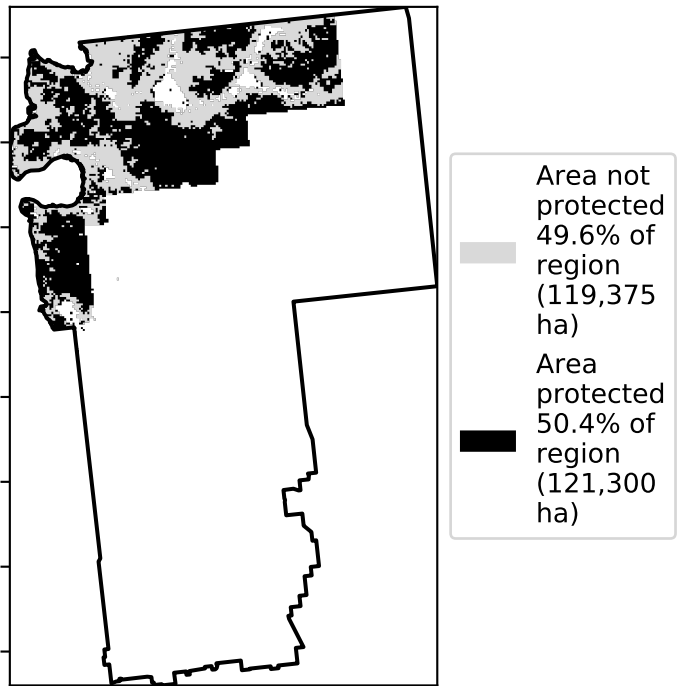 Area not
protected
49.6% of
region
(119,375
ha)
Area
protected
50.4% of
region
(121,300
ha)